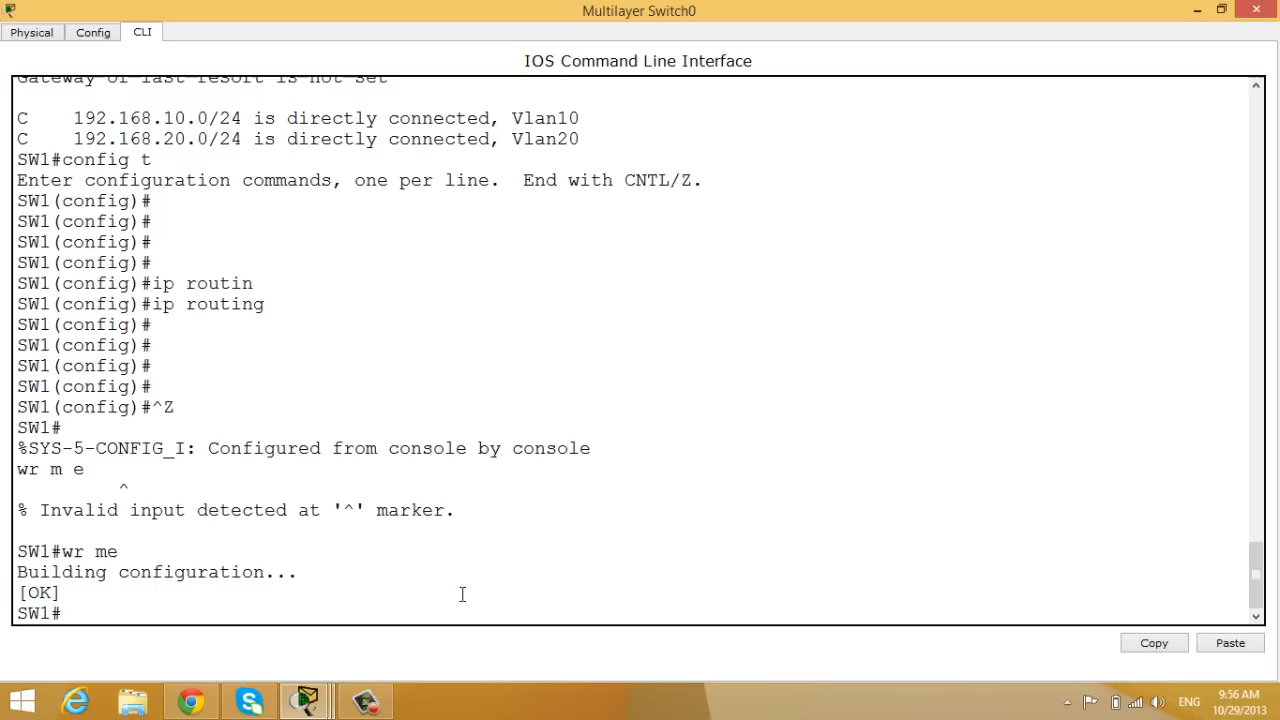 Multilayer Switch0
Physical
Config
CLI
IOS Command Line Interface
Gateway of last resort is not set
C    192.168.10.0/24 is directly connected, Vlan10
C    192.168.20.0/24 is directly connected, Vlan20
SW1#config t
Enter configuration commands, one per line.  End with CNTL/Z.
SW1(config)#
SW1(config)#
SW1(config)#
SW1(config)#
SW1(config)#ip routin
SW1(config)#ip routing
SW1(config)#
SW1(config)#
SW1(config)#
SW1(config)#
SW1(config)#^Z
SW1#
%SYS-5-CONFIG_I: Configured from console by console
wr m e
^
% Invalid input detected at '^' marker.
SW1#wr me
Building configuration...
[OK]
SW1#
Copy
Paste
ENG
9:56 AM
10/29/2013